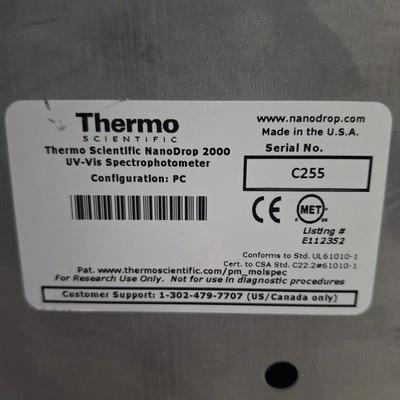 Thermo
SCIENTIFIC
Thermo Scientific NanoDrop 2000
UV-Vis Spectrophotometer
Configuration: PC
www.nanodrop.com
Made in the U.S.A.
Serial No.
C255
CE
MET
Listing #
E112352
Conforms to Std. UL61010-1
Cert. to CSA Std. C22.2#61010-1
Pat. www.thermoscientific.com/pm_molspec
For Research Use Only. Not for use in diagnostic procedures
Customer Support: 1-302-479-7707 (US/Canada only)